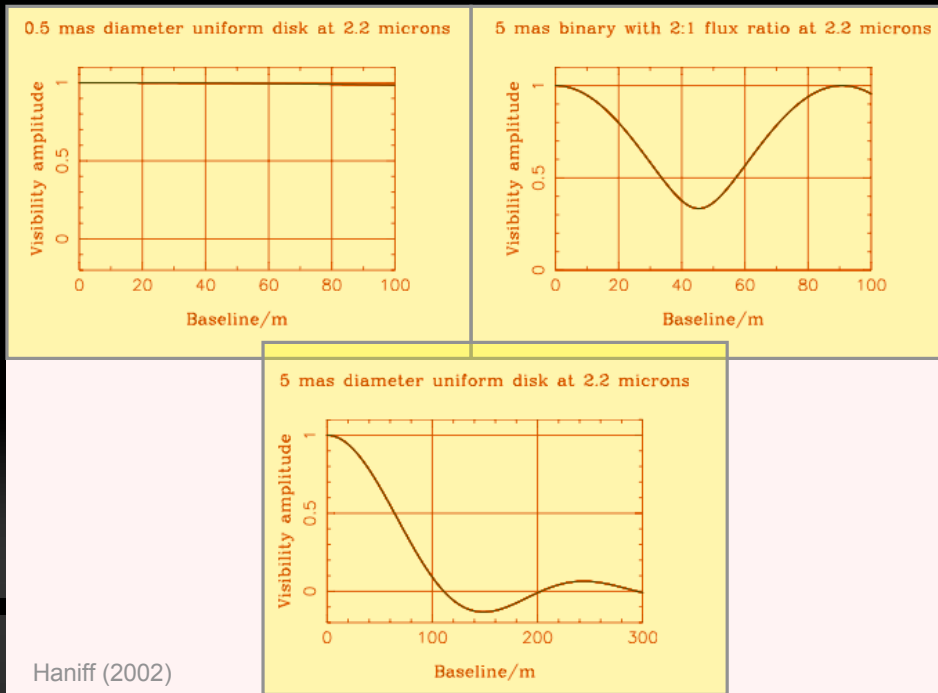 0.5 mas diameter uniform disk at 2.2 microns
Visibility amplitude
1
0.5
0
0 20 40 60 80 100
Baseline/m
5 mas binary with 2:1 flux ratio at 2.2 microns
Visibility amplitude
1
0.5
0
0 20 40 60 80 100
Baseline/m
5 mas diameter uniform disk at 2.2 microns
Visibility amplitude
1
0.5
0
0 100 200 300
Baseline/m
Haniff (2002)